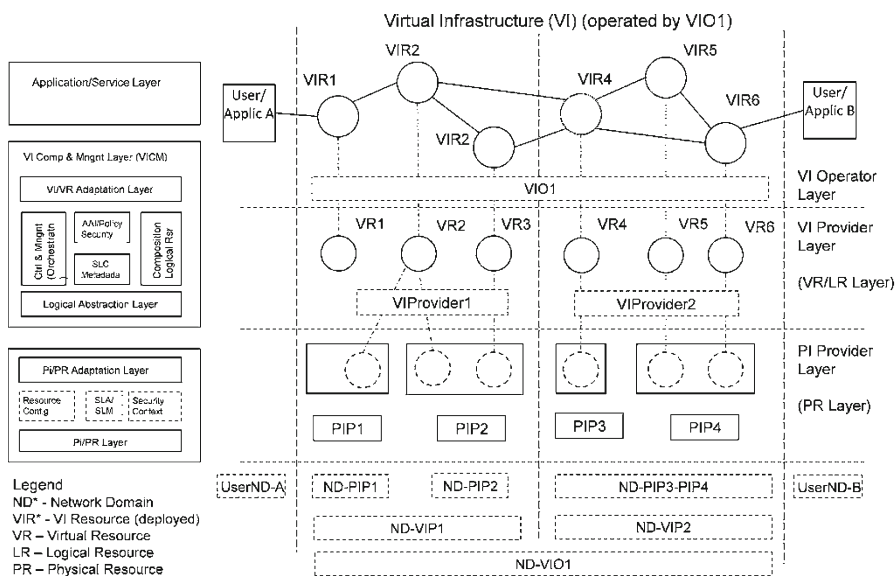 Virtual Infrastructure (VI) (operated by VIO1)
Application/Service Layer
VI Comp & Mngnt Layer (VICM)
VI/VR Adaptation Layer
Ctrl & Mngnt
(Orchestratn
AAI/Policy
Security
SLC
Metadada
Composition
Logical Rsr
Logical Abstraction Layer
Pi/PR Adaptation Layer
Resource
Config
SLA/
SLM
Security
Context
Pi/PR Layer
Legend
ND* - Network Domain
VIR* - VI Resource (deployed)
VR – Virtual Resource
LR – Logical Resource
PR – Physical Resource
User/
Applic A
VIR1
VIR2
VIR2
VIR4
VIR5
VIR6
User/
Applic B
VIO1
VI Operator
Layer
VR1
VR2
VR3
VR4
VR5
VR6
VI Provider
Layer
(VR/LR Layer)
VIProvider1
VIProvider2
PI Provider
Layer
(PR Layer)
PIP1
PIP2
PIP3
PIP4
UserND-A
ND-PIP1
ND-PIP2
ND-PIP3-PIP4
UserND-B
ND-VIP1
ND-VIP2
ND-VIO1